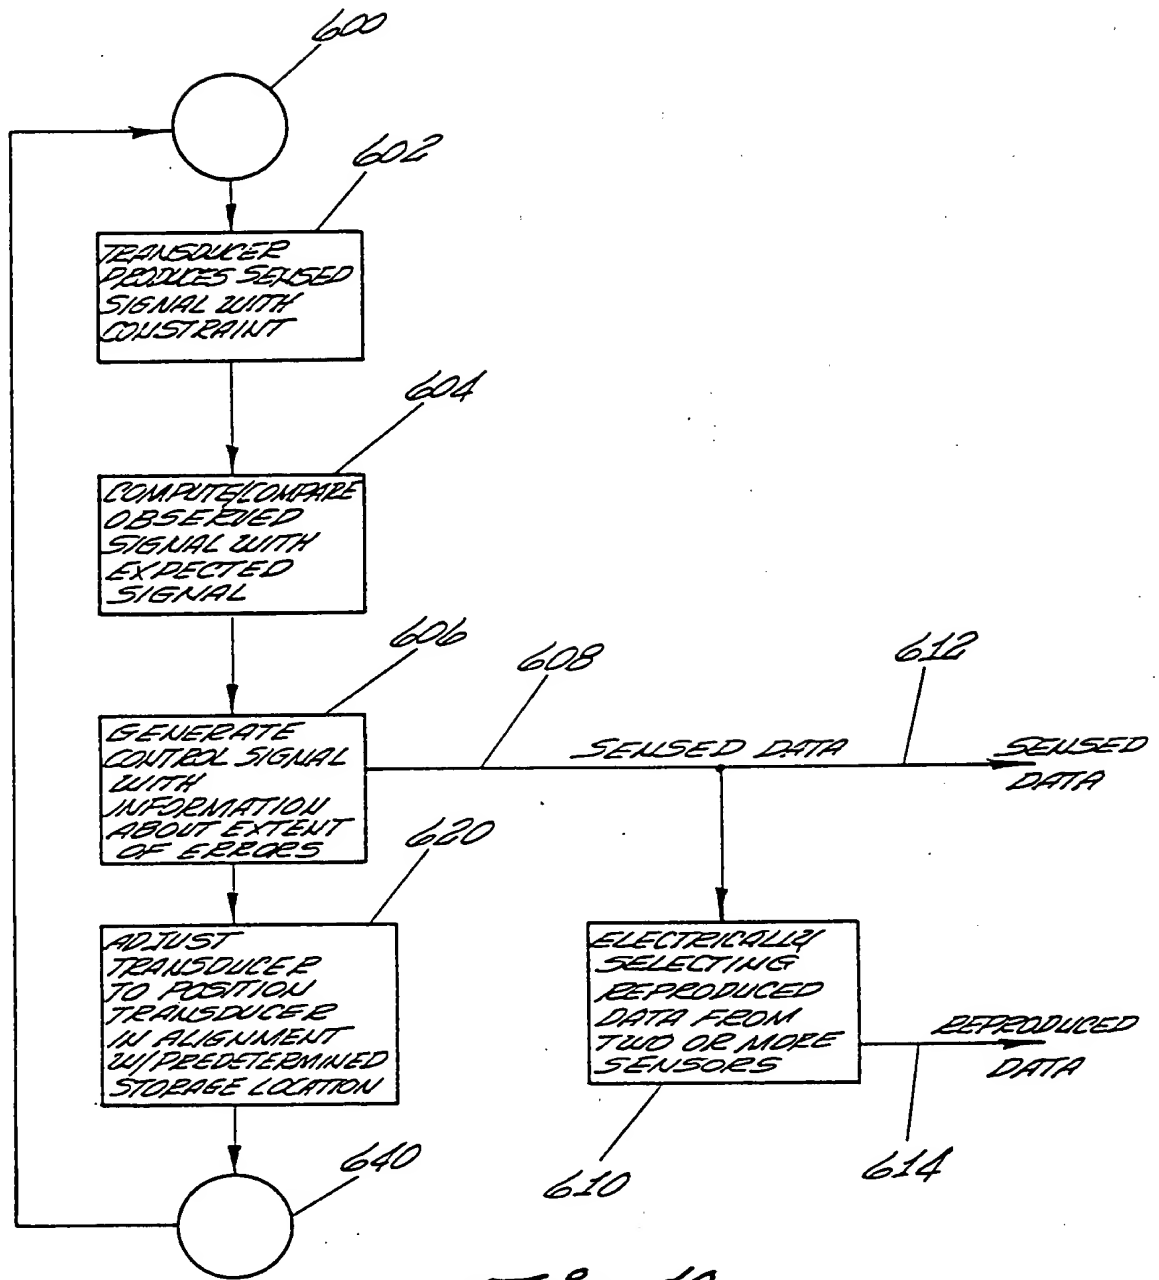 600
602
TRANSDUCER
PRODUCES SENSED
SIGNAL WITH
CONSTRAINT
604
COMPUTE/COMPARE
OBSERVED
SIGNAL WITH
EXPECTED
SIGNAL
606
608
612
GENERATE
CONTROL SIGNAL
WITH
INFORMATION
ABOUT EXTENT
OF ERRORS
SENSED DATA
SENSED
DATA
620
ADJUST
TRANSDUCER
TO POSITION
TRANSDUCER
IN ALIGNMENT
W/PREDETERMINED
STORAGE LOCATION
ELECTRICALLY
SELECTING
REPRODUCED
DATA FROM
TWO OR MORE
SENSORS
REPRODUCED
DATA
640
610
614